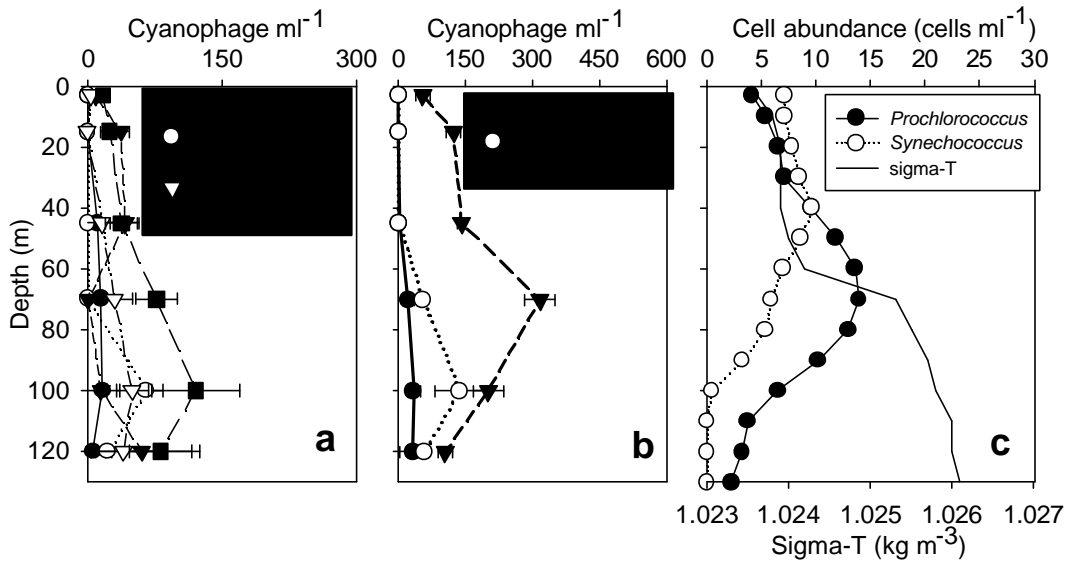 Cyanophage ml-1
0 150 300
Cyanophage ml-1
0 150 300 450 600
Cell abundance (cells ml-1)
0 5 10 15 20 25 30
Depth (m)
0
20
40
60
80
100
120
a
b
c
Prochlorococcus
Synechococcus
sigma-T
1.023 1.024 1.025 1.026 1.027
Sigma-T (kg m-3)